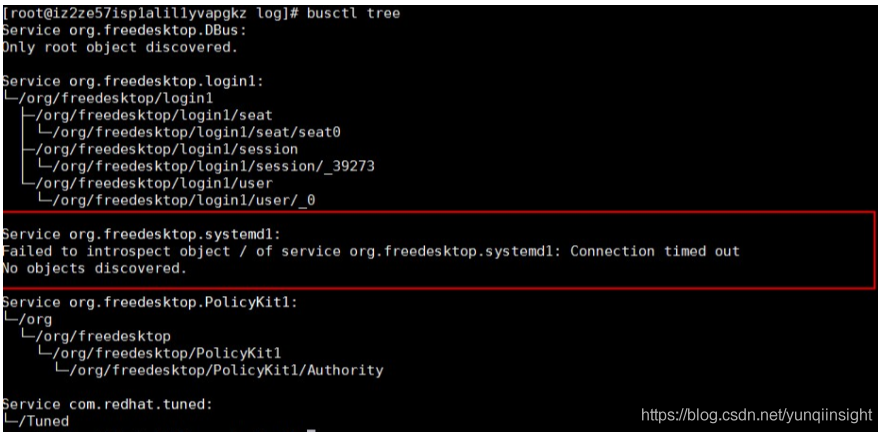 [root@iz2ze57isp1alil1yvapgkz log]# busctl tree
Service org.freedesktop.DBus:
Only root object discovered.
Service org.freedesktop.login1:
└─/org/freedesktop/login1
├─/org/freedesktop/login1/seat
│ └─/org/freedesktop/login1/seat/seat0
├─/org/freedesktop/login1/session
│ └─/org/freedesktop/login1/session/_39273
└─/org/freedesktop/login1/user
└─/org/freedesktop/login1/user/_0
Service org.freedesktop.systemd1:
Failed to introspect object / of service org.freedesktop.systemd1: Connection timed out
No objects discovered.
Service org.freedesktop.PolicyKit1:
└─/org
└─/org/freedesktop
└─/org/freedesktop/PolicyKit1
└─/org/freedesktop/PolicyKit1/Authority
Service com.redhat.tuned:
└─/Tuned
https://blog.csdn.net/yunqiinsight